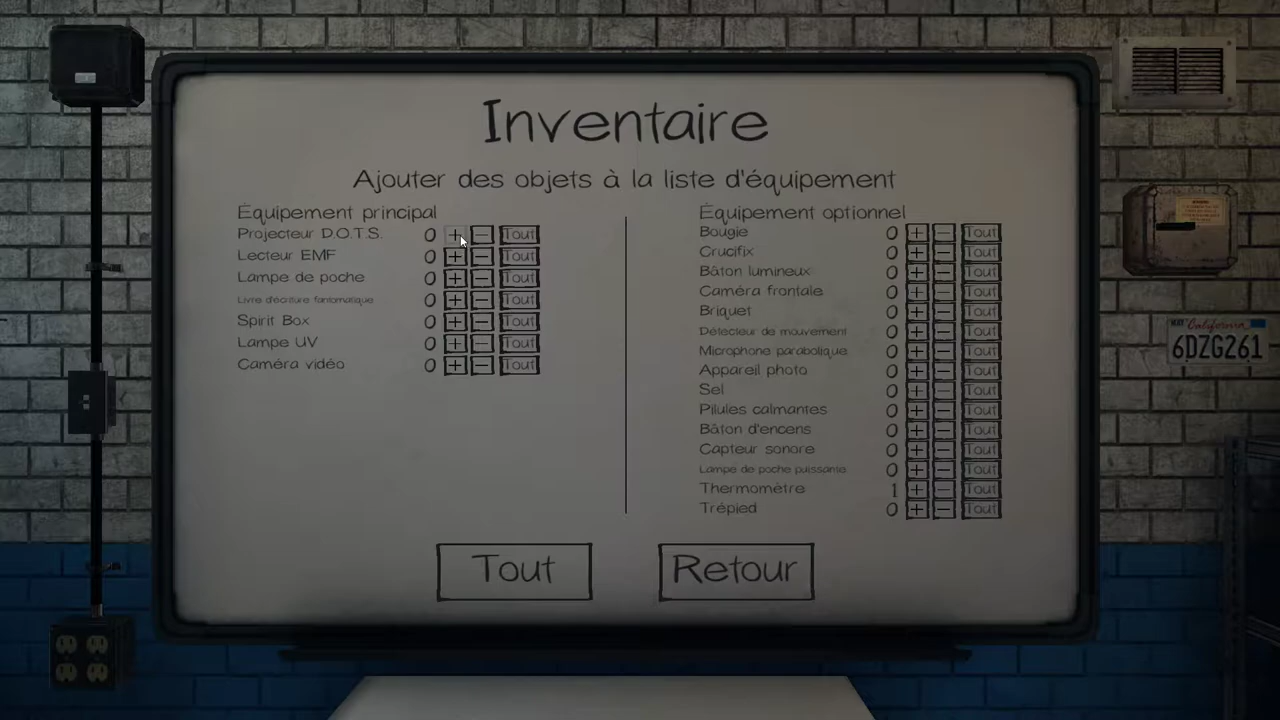 Inventaire
Ajouter des objets à la liste d'équipement
Équipement principal
Projecteur D.O.T.S. 0 + − Tout
Lecteur EMF 0 + − Tout
Lampe de poche 0 + − Tout
Livre d'écriture fantomatique 0 + − Tout
Spirit Box 0 + − Tout
Lampe UV 0 + − Tout
Caméra vidéo 0 + − Tout
Équipement optionnel
Bougie 0 + − Tout
Crucifix 0 + − Tout
Bâton lumineux 0 + − Tout
Caméra frontale 0 + − Tout
Briquet 0 + − Tout
Détecteur de mouvement 0 + − Tout
Microphone parabolique 0 + − Tout
Appareil photo 0 + − Tout
Sel 0 + − Tout
Pilules calmantes 0 + − Tout
Bâton d'encens 0 + − Tout
Capteur sonore 0 + − Tout
Lampe de poche puissante 0 + − Tout
Thermomètre 1 + − Tout
Trépied 0 + − Tout
Tout
Retour
California
6DZG261